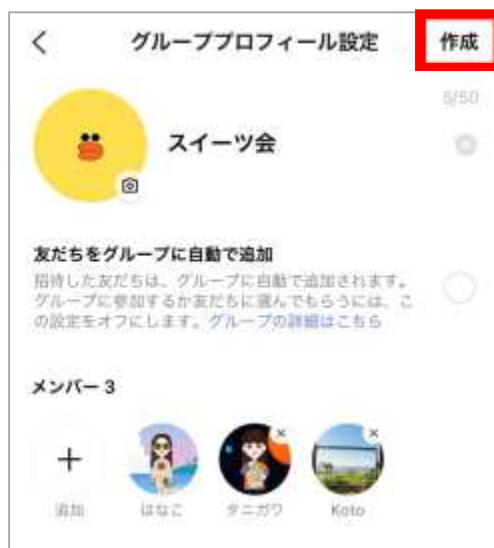 グループプロフィール設定
作成
5/50
スイーツ会
友だちをグループに自動で追加
招待した友だちは、グループに自動で追加されます。
グループに参加するか友だちに選んでもらうには、こ
の設定をオフにします。グループの詳細はこちら
メンバー 3
追加
はなこ
タニガワ
Koto